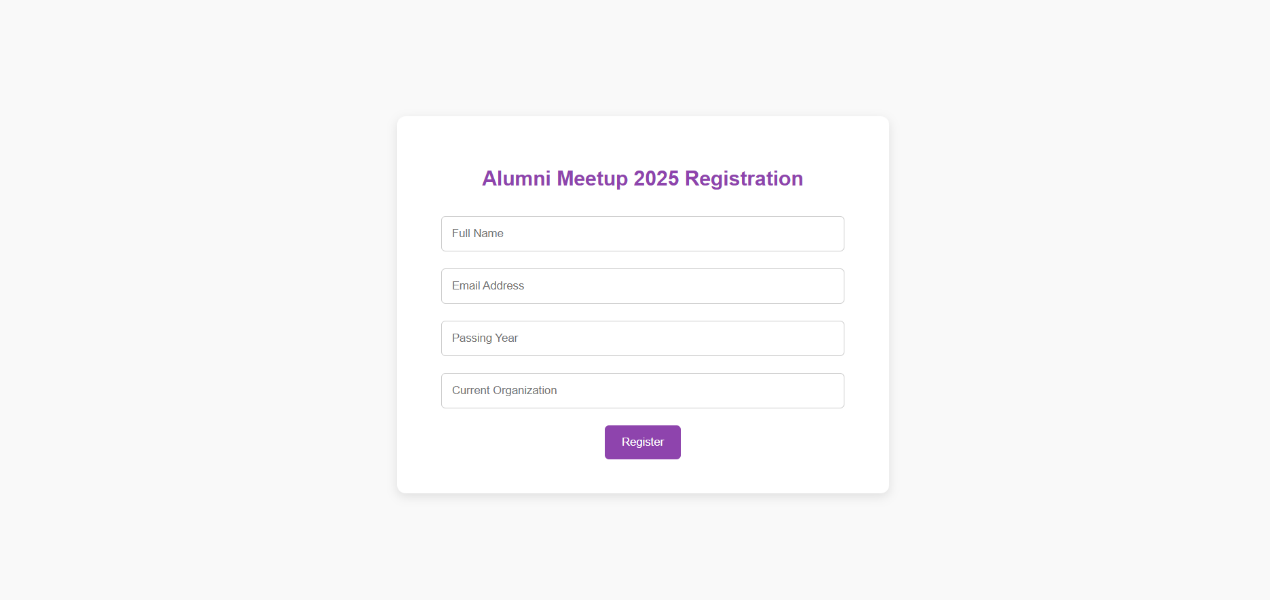 Alumni Meetup 2025 Registration
Full Name
Email Address
Passing Year
Current Organization
Register